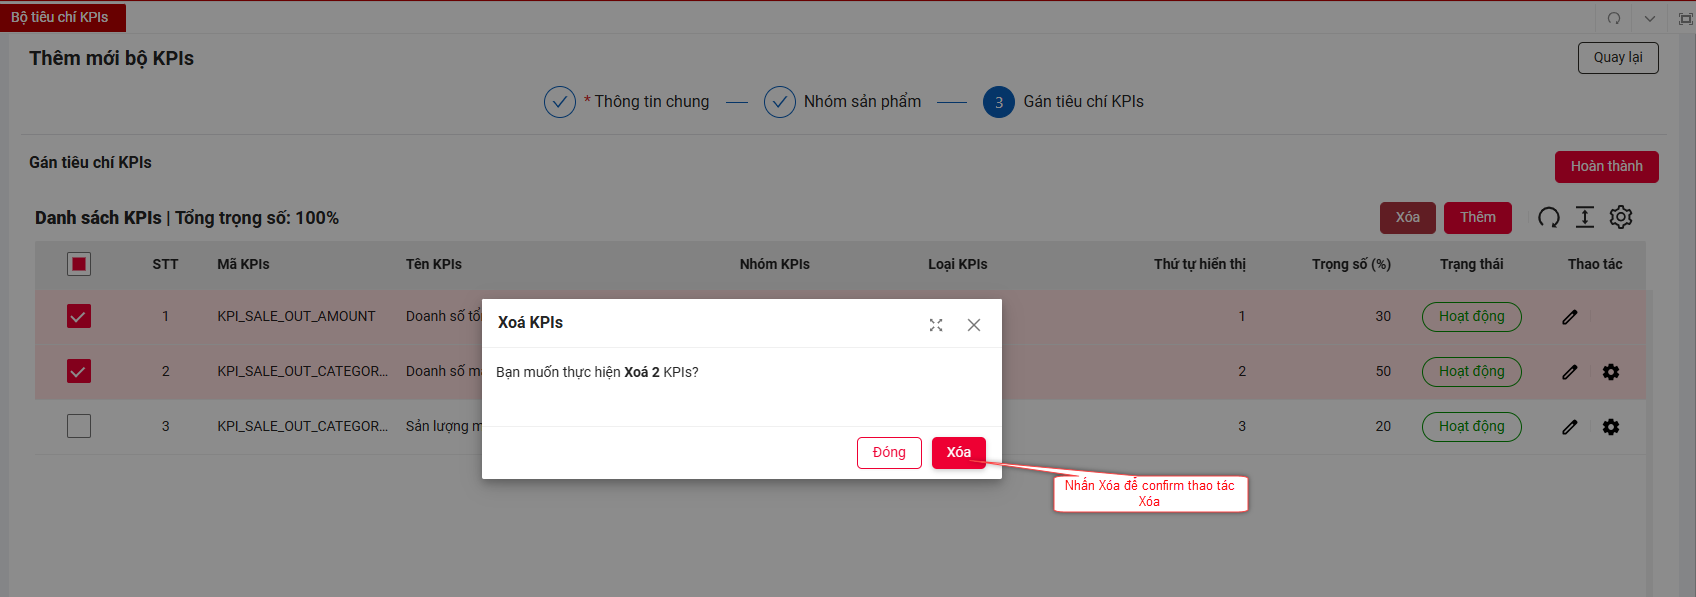 Bộ tiêu chí KPIs
Thêm mới bộ KPIs
Quay lại
* Thông tin chung
Nhóm sản phẩm
3 Gán tiêu chí KPIs
Gán tiêu chí KPIs
Hoàn thành
Danh sách KPIs | Tổng trọng số: 100%
Xóa Thêm
STT Mã KPIs Tên KPIs Nhóm KPIs Loại KPIs Thứ tự hiển thị Trọng số (%) Trạng thái Thao tác
1 KPI_SALE_OUT_AMOUNT Doanh số 1 30 Hoạt động
2 KPI_SALE_OUT_CATEGOR... Doanh số 2 50 Hoạt động
3 KPI_SALE_OUT_CATEGOR... Sản lượng 3 20 Hoạt động
Xoá KPIs
Bạn muốn thực hiện Xoá 2 KPIs?
Đóng Xóa
Nhấn Xóa để confirm thao tác
Xóa